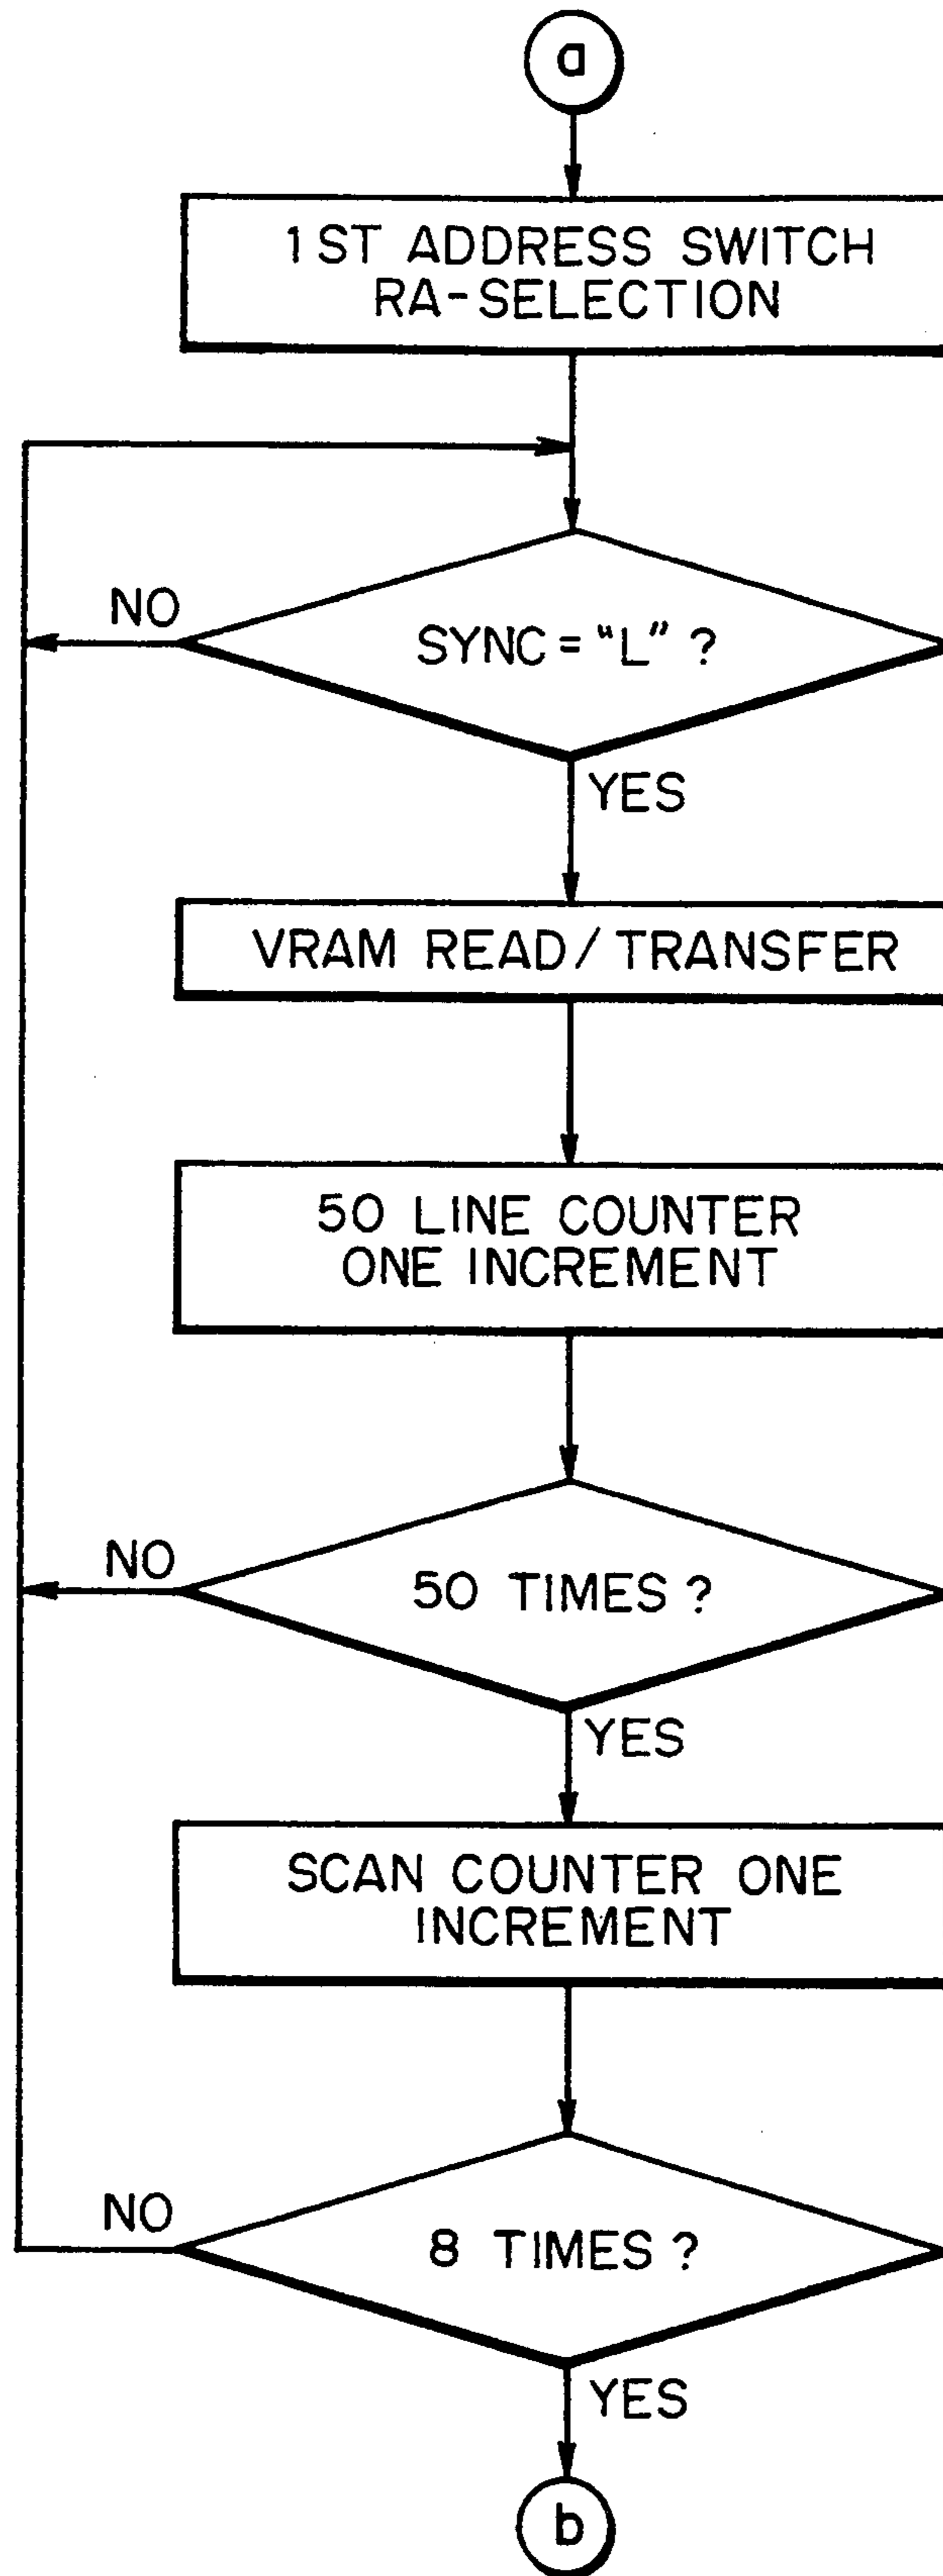 a
1ST ADDRESS SWITCH
RA-SELECTION
NO
SYNC = "L" ?
YES
VRAM READ/TRANSFER
50 LINE COUNTER
ONE INCREMENT
NO
50 TIMES ?
YES
SCAN COUNTER ONE
INCREMENT
NO
8 TIMES ?
YES
b